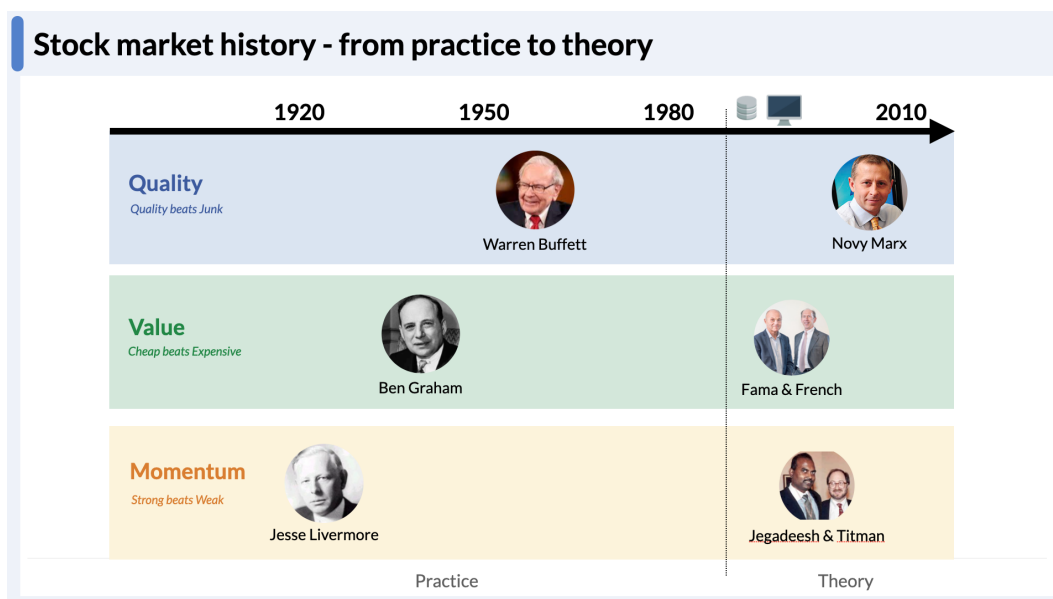 Stock market history - from practice to theory
1920 1950 1980 2010
Quality
Quality beats Junk
Warren Buffett
Novy Marx
Value
Cheap beats Expensive
Ben Graham
Fama & French
Momentum
Strong beats Weak
Jesse Livermore
Jegadeesh & Titman
Practice
Theory